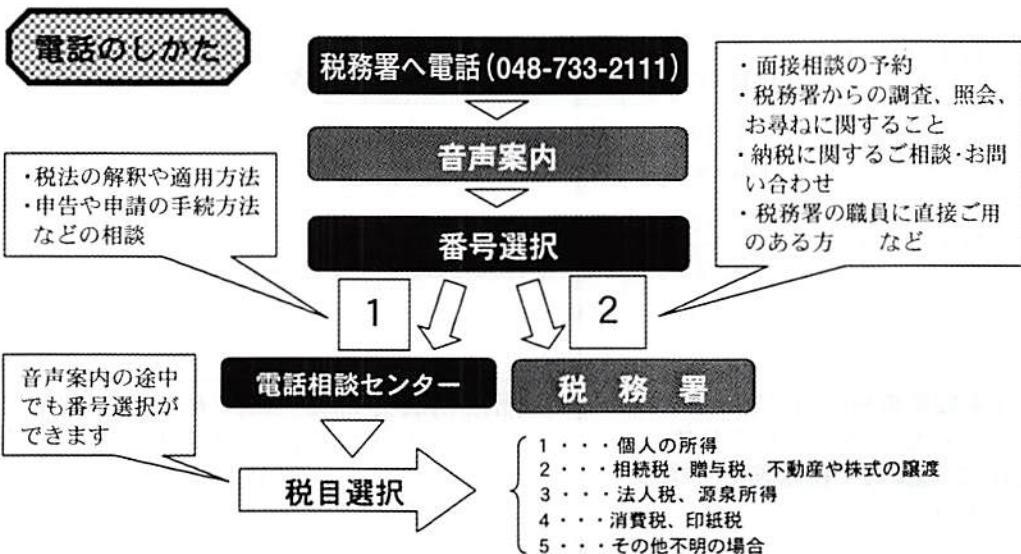 電話のしかた
税務署へ電話(048-733-2111)
音声案内
番号選択
・税法の解釈や適用方法
・申告や申請の手続方法
などの相談
・面接相談の予約
・税務署からの調査、照会、
お尋ねに関すること
・納税に関するご相談・お問
い合わせ
・税務署の職員に直接ご用
のある方　　など
1
2
電話相談センター
税務署
音声案内の途中
でも番号選択が
できます
税目選択
1・・・個人の所得
2・・・相続税・贈与税、不動産や株式の譲渡
3・・・法人税、源泉所得
4・・・消費税、印紙税
5・・・その他不明の場合